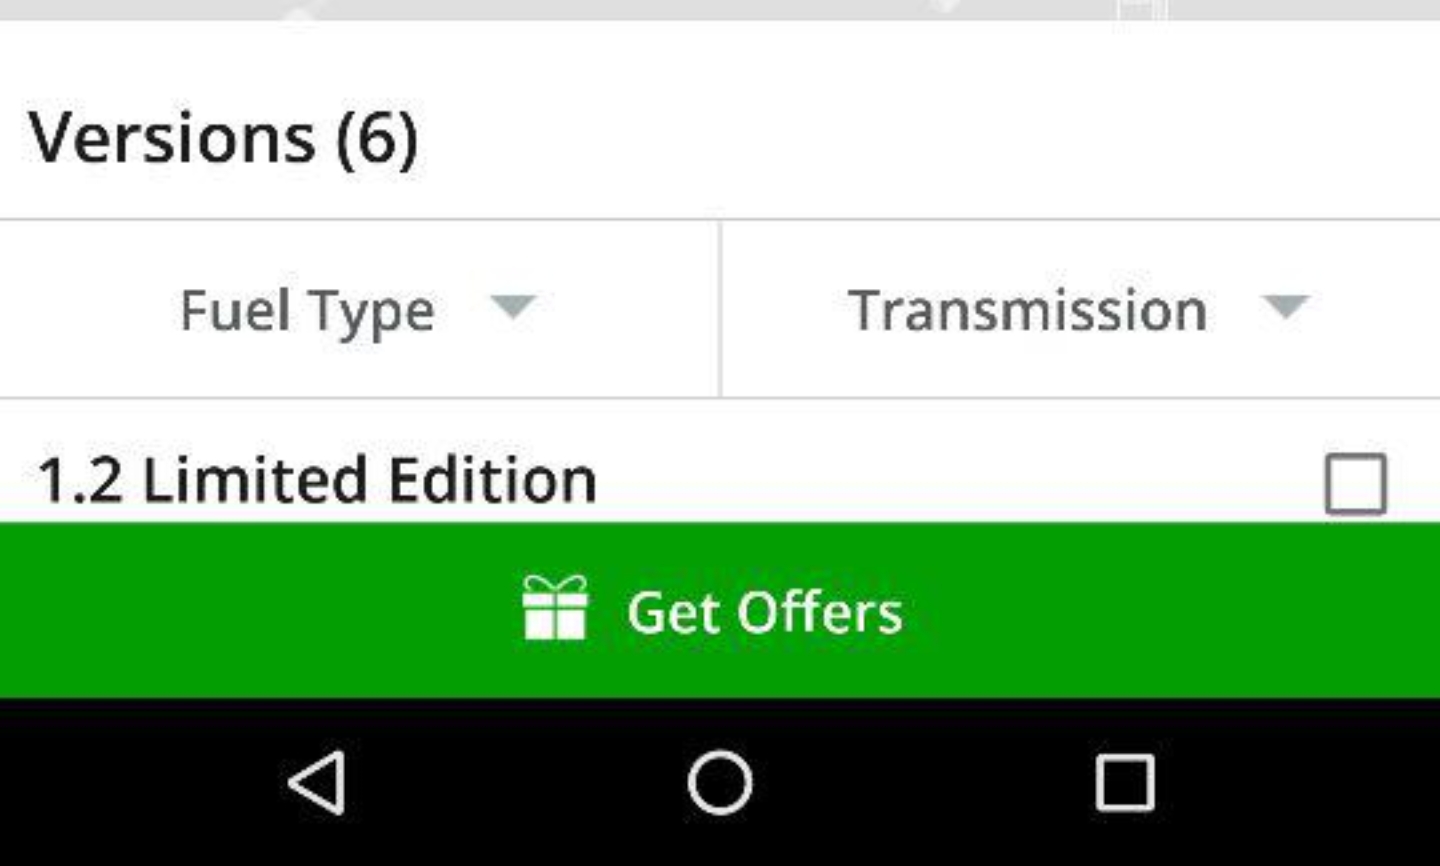 Versions (6)
Fuel Type
Transmission
1.2 Limited Edition
Get Offers